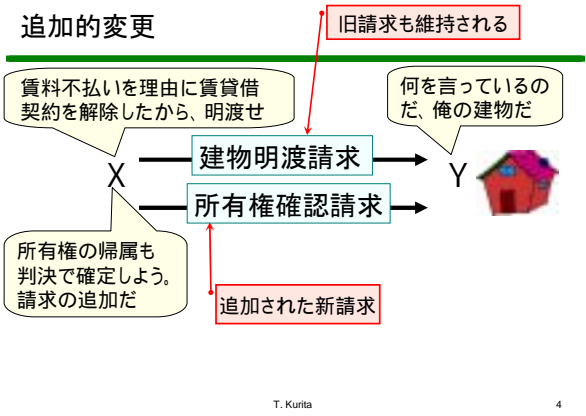 追加的変更
旧請求も維持される
賃料不払いを理由に賃貸借
契約を解除したから、明渡せ
何を言っているの
だ、俺の建物だ
建物明渡請求
X
Y
所有権確認請求
所有権の帰属も
判決で確定しよう。
請求の追加だ
追加された新請求
T. Kurita
4